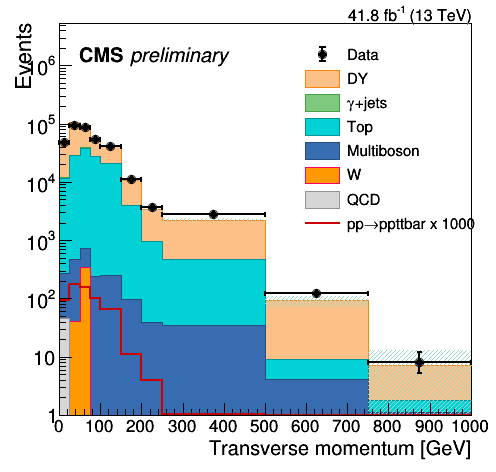 41.8 fb⁻¹ (13 TeV)
Events
CMS preliminary
Data
DY
γ+jets
Top
Multiboson
W
QCD
pp→ppttbar x 1000
10⁶
10⁵
10⁴
10³
10²
10
1
0 100 200 300 400 500 600 700 800 900 1000
Transverse momentum [GeV]